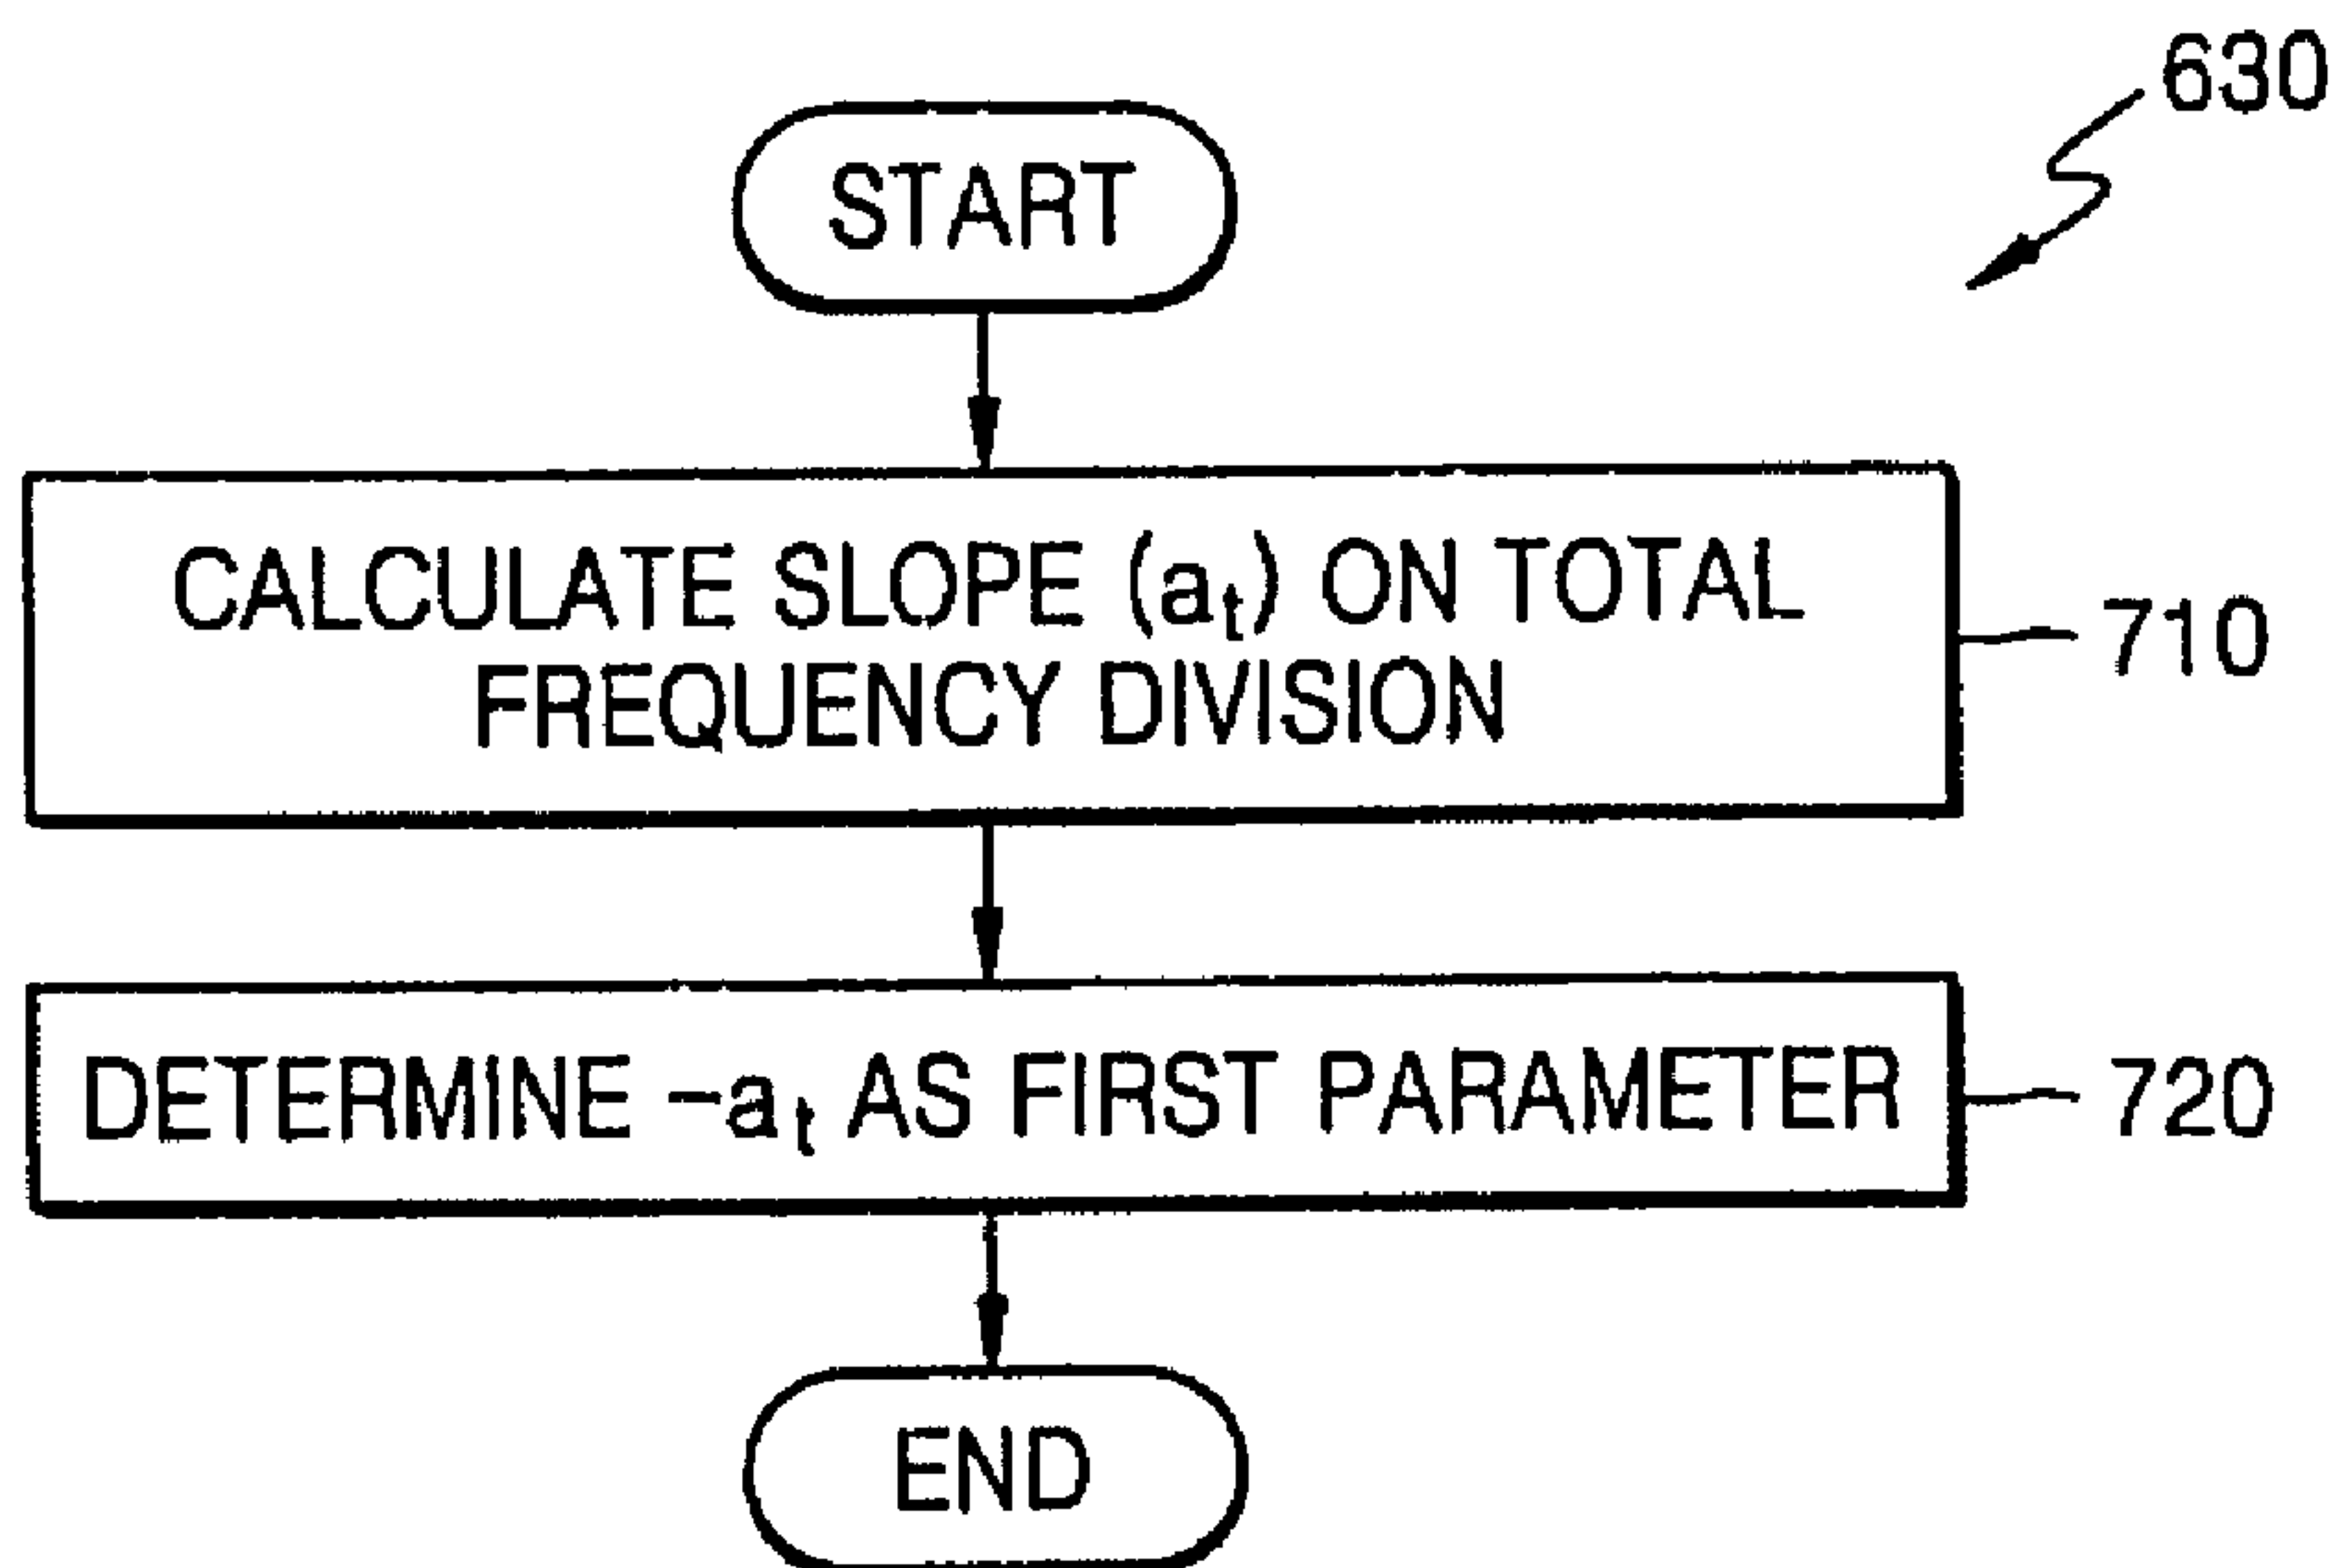 630
START
CALCULATE SLOPE (aₜ) ON TOTAL
FREQUENCY DIVISION
710
DETERMINE -aₜ AS FIRST PARAMETER
720
END